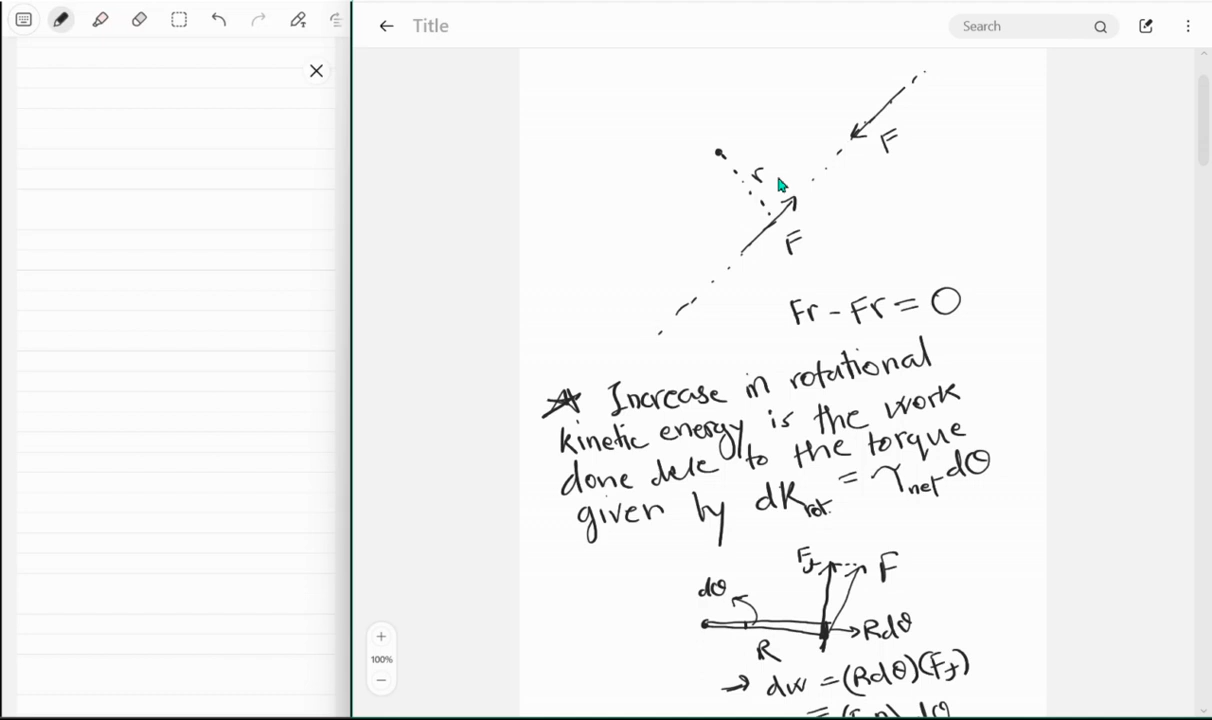 Title
Search
F
r
F
Fr - Fr = 0
Increase in rotational
kinetic energy is the work
done due to the torque
given by dK_rot. = τ_net dθ
F_t F
dθ
Rdθ
R
→ dw = (Rdθ)(F_t)
100%